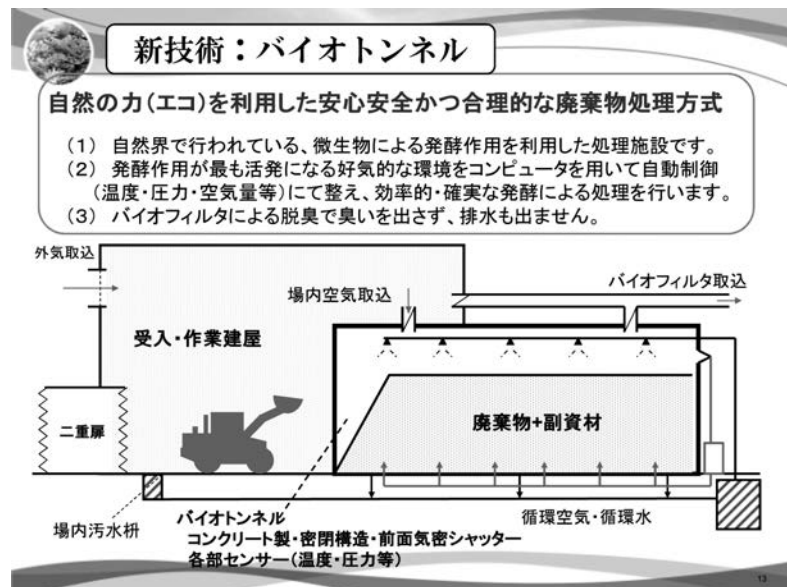 新技術：バイオトンネル
自然の力(エコ)を利用した安心安全かつ合理的な廃棄物処理方式
（１） 自然界で行われている、微生物による発酵作用を利用した処理施設です。
（２） 発酵作用が最も活発になる好気的な環境をコンピュータを用いて自動制御
（温度・圧力・空気量等）にて整え、効率的・確実な発酵による処理を行います。
（３） バイオフィルタによる脱臭で臭いを出さず、排水も出ません。
外気取込
場内空気取込
バイオフィルタ取込
受入・作業建屋
二重扉
廃棄物+副資材
場内汚水枡
バイオトンネル
コンクリート製・密閉構造・前面気密シャッター
各部センサー(温度・圧力等)
循環空気・循環水
13